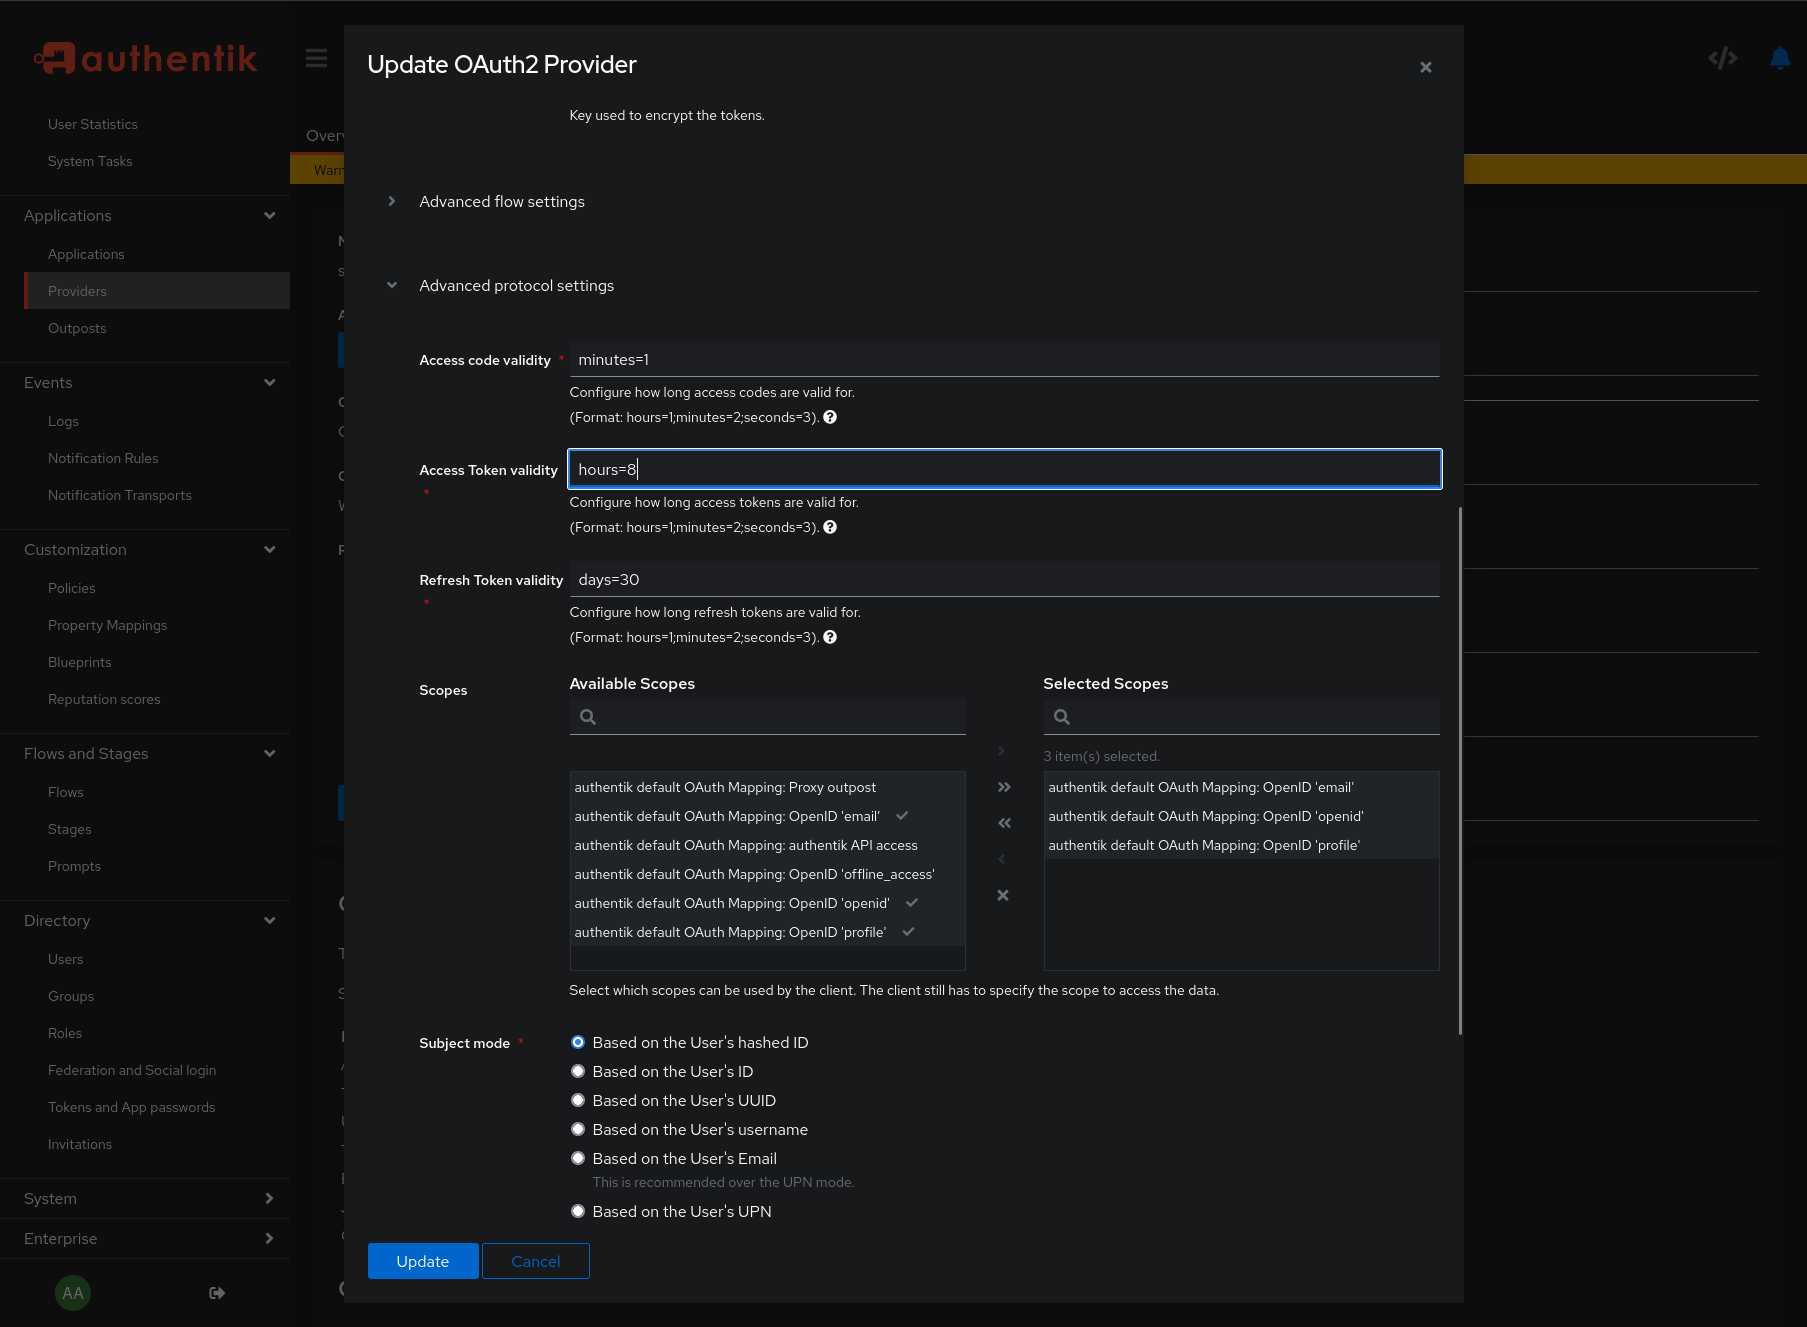 authentik
User Statistics
System Tasks
Applications
Applications
Providers
Outposts
Events
Logs
Notification Rules
Notification Transports
Customization
Policies
Property Mappings
Blueprints
Reputation scores
Flows and Stages
Flows
Stages
Prompts
Directory
Users
Groups
Roles
Federation and Social login
Tokens and App passwords
Invitations
System
Enterprise
AA
Update OAuth2 Provider
Key used to encrypt the tokens.
Advanced flow settings
Advanced protocol settings
Access code validity * minutes=1
Configure how long access codes are valid for.
(Format: hours=1;minutes=2;seconds=3).
Access Token validity * hours=8
Configure how long access tokens are valid for.
(Format: hours=1;minutes=2;seconds=3).
Refresh Token validity * days=30
Configure how long refresh tokens are valid for.
(Format: hours=1;minutes=2;seconds=3).
Scopes
Available Scopes
authentik default OAuth Mapping: Proxy outpost
authentik default OAuth Mapping: OpenID 'email'
authentik default OAuth Mapping: authentik API access
authentik default OAuth Mapping: OpenID 'offline_access'
authentik default OAuth Mapping: OpenID 'openid'
authentik default OAuth Mapping: OpenID 'profile'
Selected Scopes
3 item(s) selected.
authentik default OAuth Mapping: OpenID 'email'
authentik default OAuth Mapping: OpenID 'openid'
authentik default OAuth Mapping: OpenID 'profile'
Select which scopes can be used by the client. The client still has to specify the scope to access the data.
Subject mode *
Based on the User's hashed ID
Based on the User's ID
Based on the User's UUID
Based on the User's username
Based on the User's Email
This is recommended over the UPN mode.
Based on the User's UPN
Update
Cancel